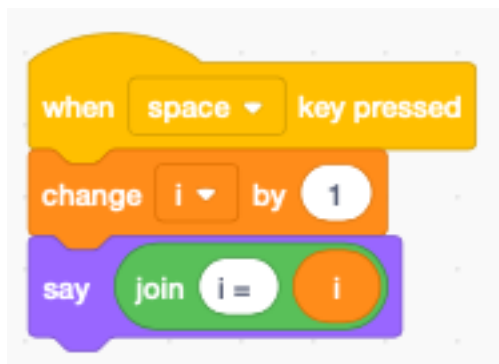 when space key pressed
change i by 1
say join i = i